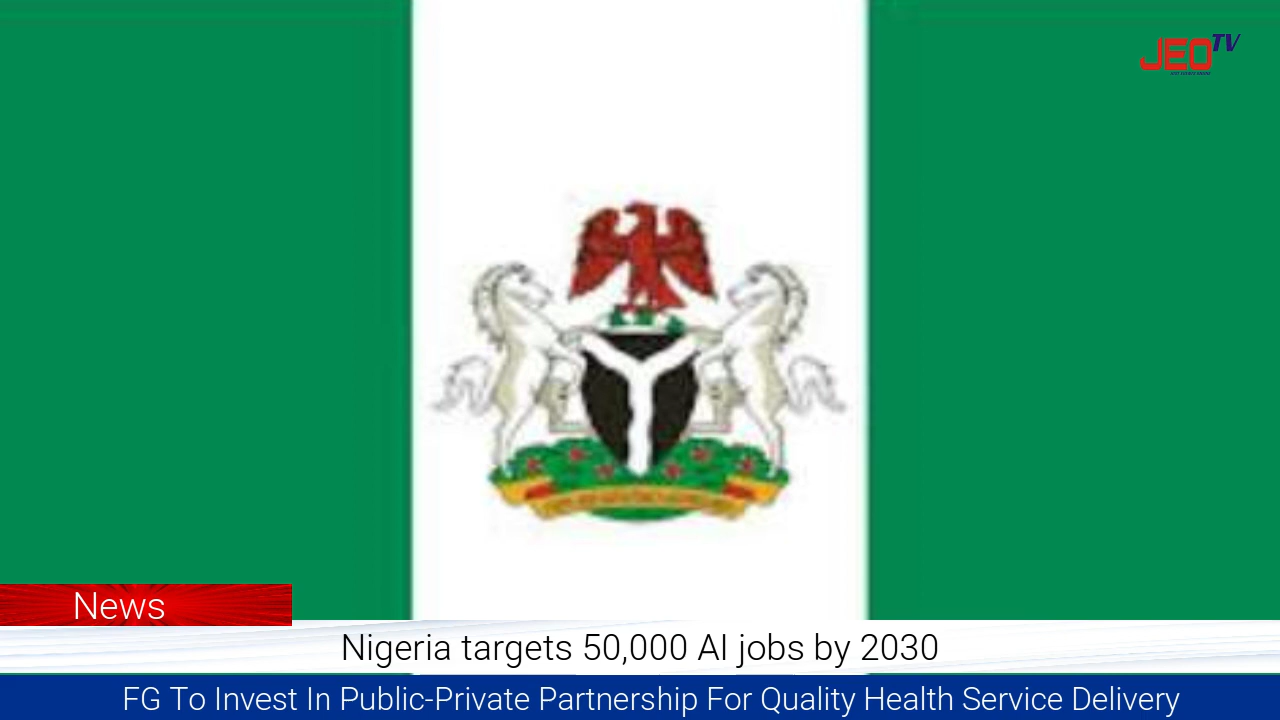 JEO TV
News
Nigeria targets 50,000 AI jobs by 2030
FG To Invest In Public-Private Partnership For Quality Health Service Delivery